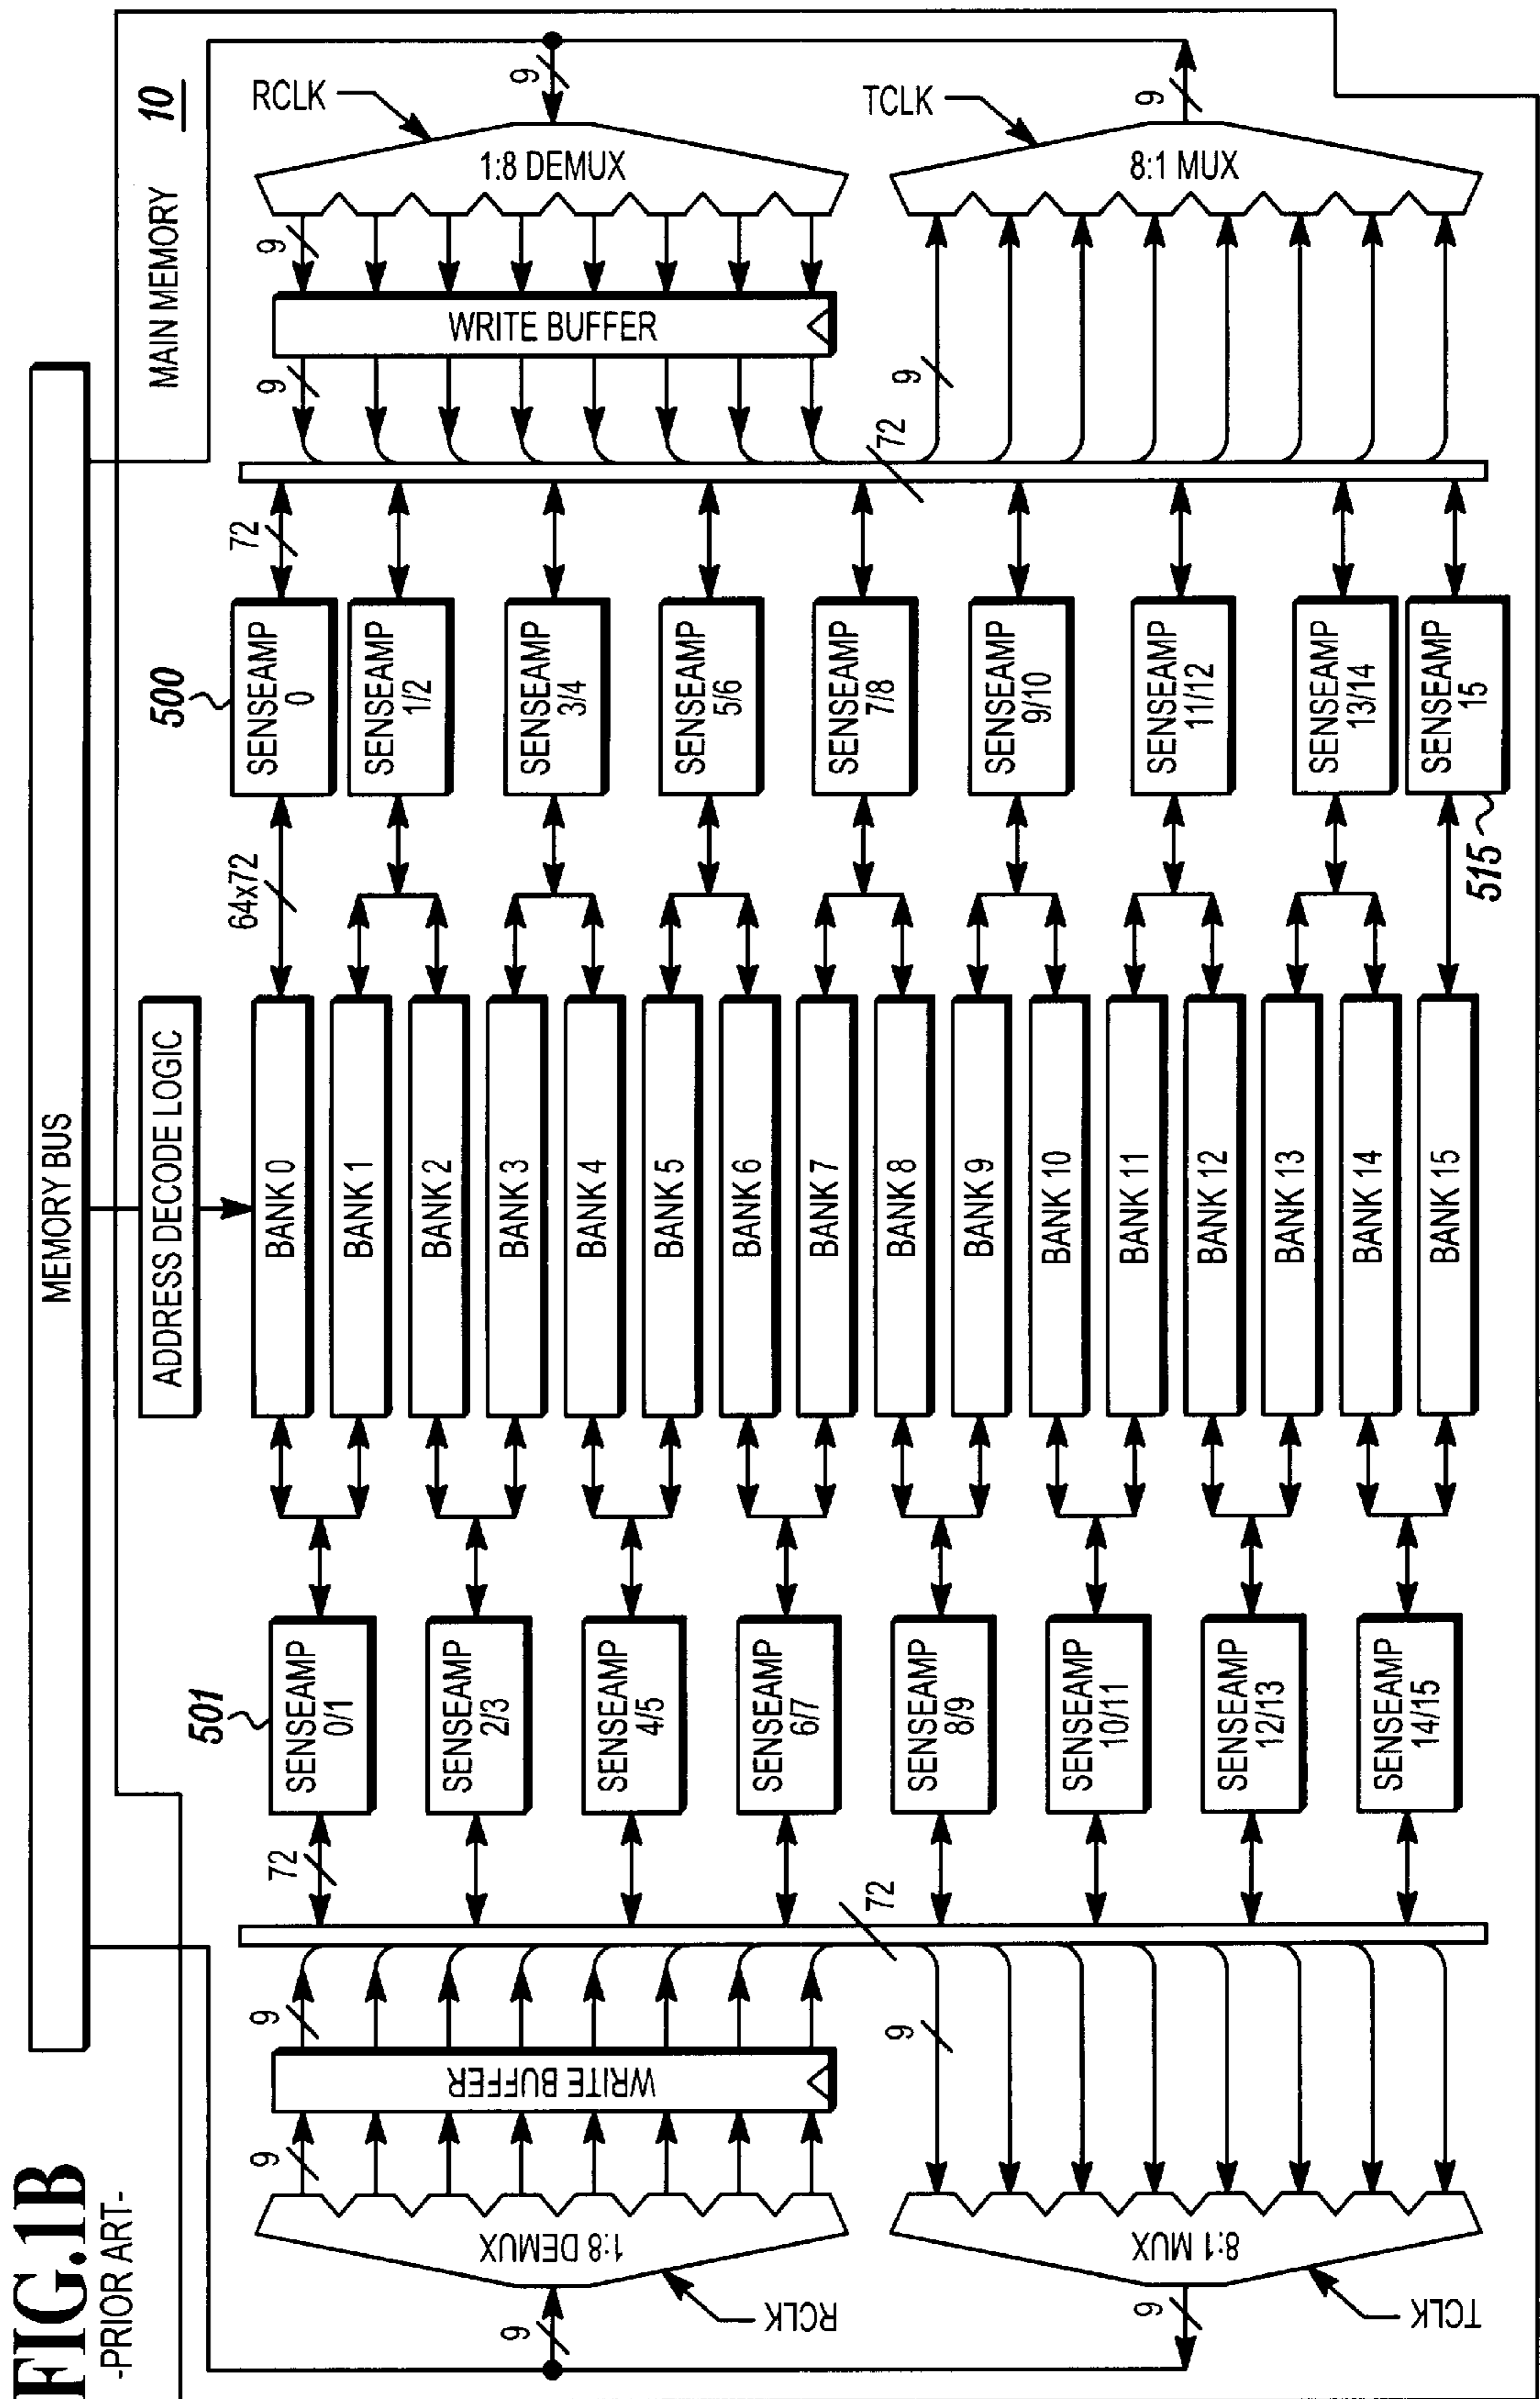 FIG.1B
-PRIOR ART-
MEMORY BUS
MAIN MEMORY
10
ADDRESS DECODE LOGIC
RCLK
9
1:8 DEMUX
9
WRITE BUFFER
9
72
9
8:1 MUX
TCLK
9
501
72
SENSEAMP
0/1
SENSEAMP
2/3
SENSEAMP
4/5
SENSEAMP
6/7
SENSEAMP
8/9
SENSEAMP
10/11
SENSEAMP
12/13
SENSEAMP
14/15
BANK 0
BANK 1
BANK 2
BANK 3
BANK 4
BANK 5
BANK 6
BANK 7
BANK 8
BANK 9
BANK 10
BANK 11
BANK 12
BANK 13
BANK 14
BANK 15
64x72
500
72
SENSEAMP
0
SENSEAMP
1/2
SENSEAMP
3/4
SENSEAMP
5/6
SENSEAMP
7/8
SENSEAMP
9/10
SENSEAMP
11/12
SENSEAMP
13/14
SENSEAMP
15
515
72
9
WRITE BUFFER
9
1:8 DEMUX
9
RCLK
9
8:1 MUX
9
TCLK